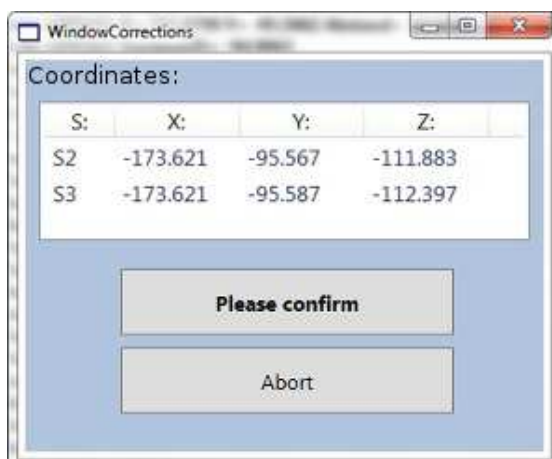 WindowCorrections
Coordinates:
S: X: Y: Z:
S2 -173.621 -95.567 -111.883
S3 -173.621 -95.587 -112.397
Please confirm
Abort